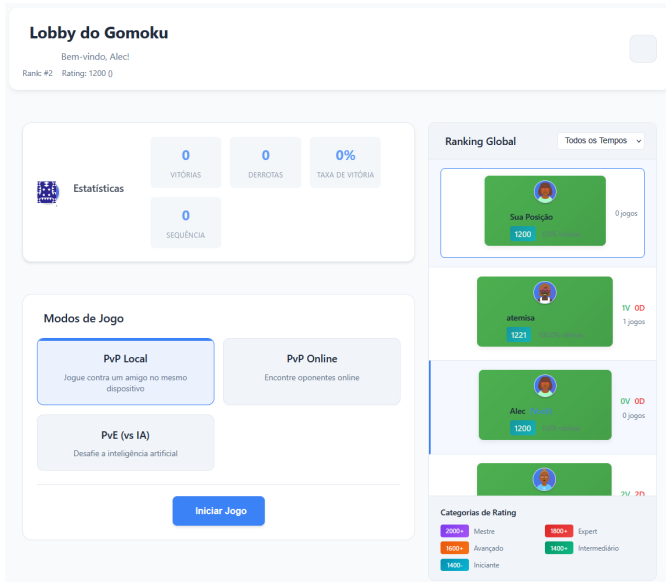 Lobby do Gomoku
Bem-vindo, Alec!
Rank: #2 Rating: 1200 ()
Estatísticas
0
VITÓRIAS
0
DERROTAS
0%
TAXA DE VITÓRIA
0
SEQUÊNCIA
Modos de Jogo
PvP Local
Jogue contra um amigo no mesmo
dispositivo
PvP Online
Encontre oponentes online
PvE (vs IA)
Desafie a inteligência artificial
Iniciar Jogo
Ranking Global
Todos os Tempos
Sua Posição
1200
0 jogos
atemisa
1221
1V 0D
1 jogos
Alec
1200
0V 0D
0 jogos
2V 2D
Categorias de Rating
2000+ Mestre
1800+ Expert
1600+ Avançado
1400+ Intermediário
1400- Iniciante